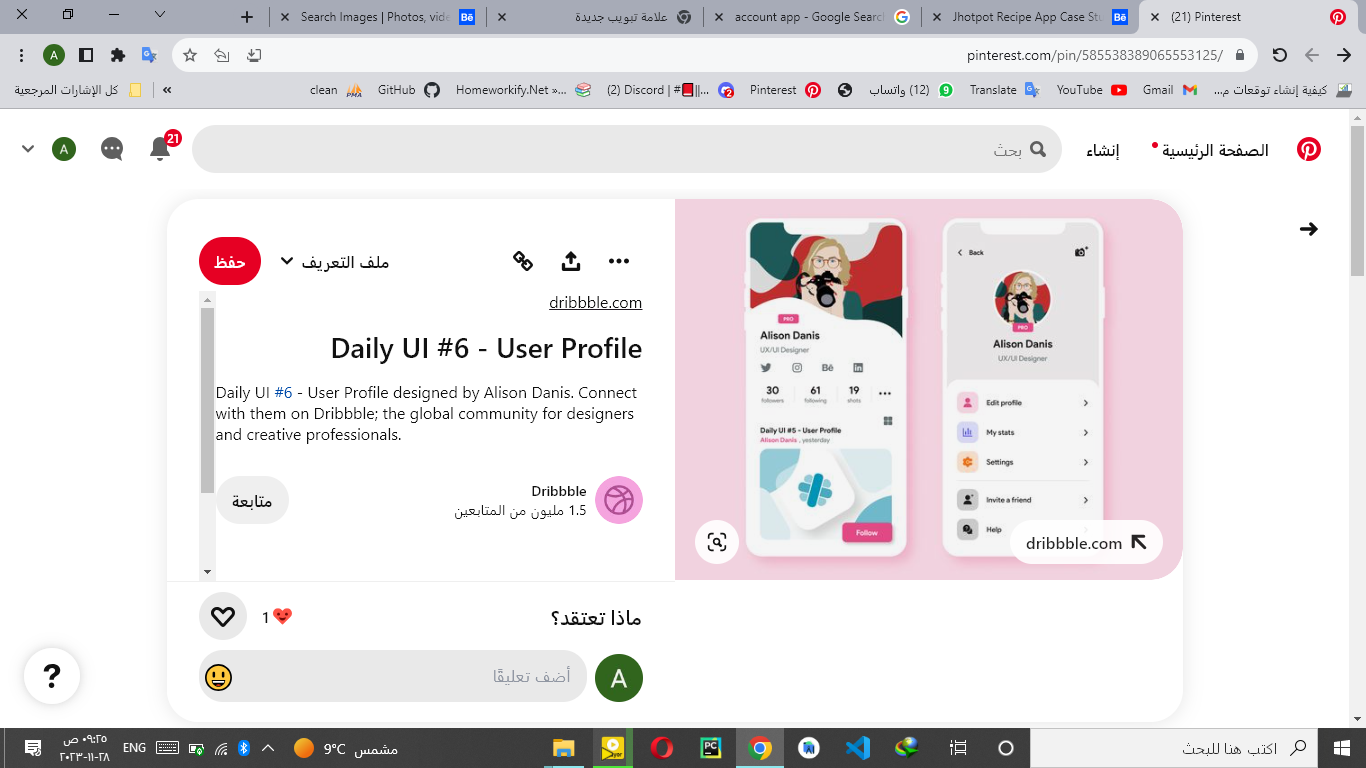 (21) Pinterest
Jhotpot Recipe App Case Stu
account app - Google Search
علامة تبويب جديدة
Search Images | Photos, vide
pinterest.com/pin/585538389065553125/
A
كيفية إنشاء توقعات م...
Gmail
YouTube
Translate
(12) واتساب
Pinterest
(2) Discord | #📕||...
Homeworkify.Net »...
GitHub
clean
كل الإشارات المرجعية
الصفحة الرئيسية
إنشاء
بحث
21
A
حفظ
ملف التعريف
dribbble.com
Daily UI #6 - User Profile
Daily UI #6 - User Profile designed by Alison Danis. Connect
with them on Dribbble; the global community for designers
and creative professionals.
Dribbble
1.5 مليون من المتابعين
متابعة
ماذا تعتقد؟
1
أضف تعليقًا
A
PRO
Alison Danis
UX/UI Designer
30
followers
61
following
19
shots
Daily UI #5 - User Profile
Alison Danis , yesterday
Follow
Back
PRO
Alison Danis
UX/UI Designer
Edit profile
My stats
Settings
Invite a friend
Help
dribbble.com
?
اكتب هنا للبحث
9°C مشمس
ENG
٠٩:٢٥ ص
٢٠٢٣-١١-٢٨